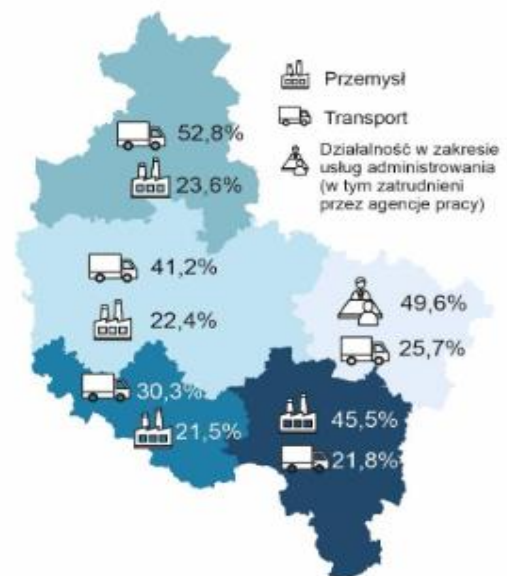 Przemysł
Transport
Działalność w zakresie
usług administrowania
(w tym zatrudnieni
przez agencje pracy)
52,8%
23,6%
41,2%
22,4%
49,6%
25,7%
30,3%
21,5%
45,5%
21,8%